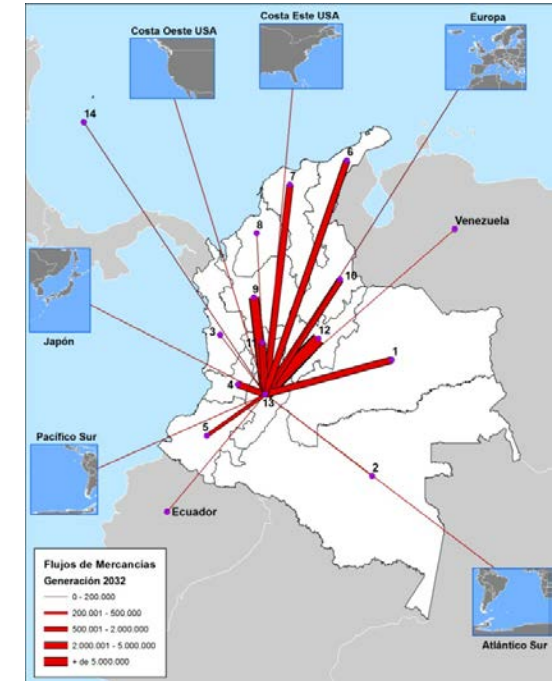 Costa Oeste USA
Costa Este USA
Europa
14
6
7
8
Venezuela
10
9
12
3
11
1
Japón
4
13
5
Pacífico Sur
2
Ecuador
Flujos de Mercancías
Generación 2032
0 - 200.000
200.001 - 500.000
500.001 - 2.000.000
2.000.001 - 5.000.000
+ de 5.000.000
Atlántico Sur